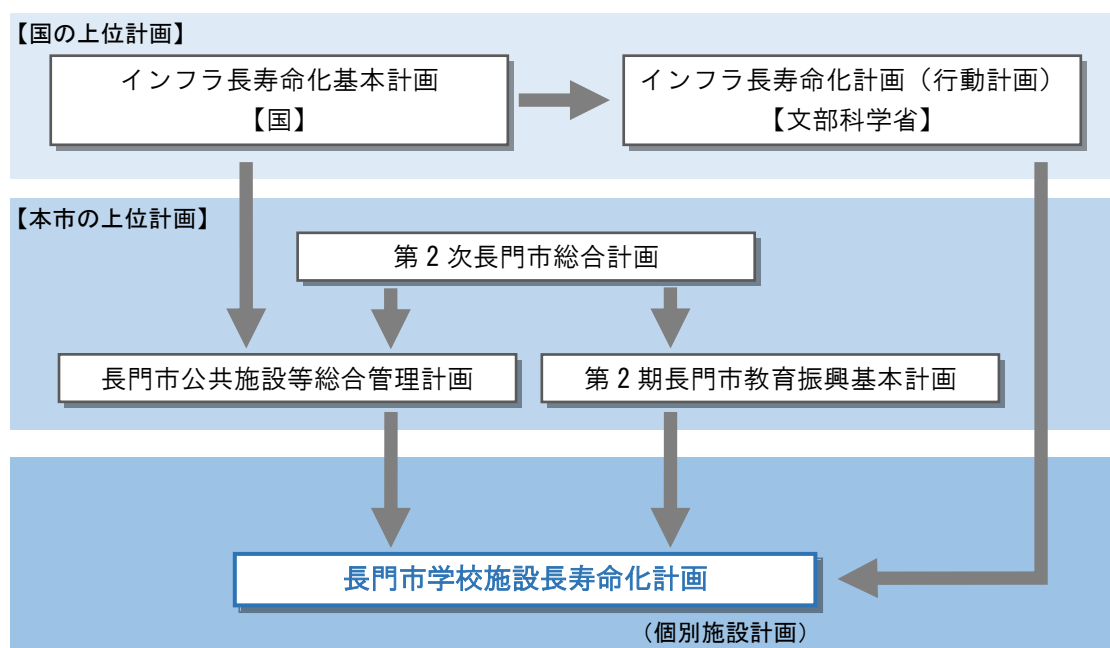 【国の上位計画】
インフラ長寿命化基本計画
【国】
インフラ長寿命化計画（行動計画）
【文部科学省】
【本市の上位計画】
第２次長門市総合計画
長門市公共施設等総合管理計画
第２期長門市教育振興基本計画
長門市学校施設長寿命化計画
（個別施設計画）